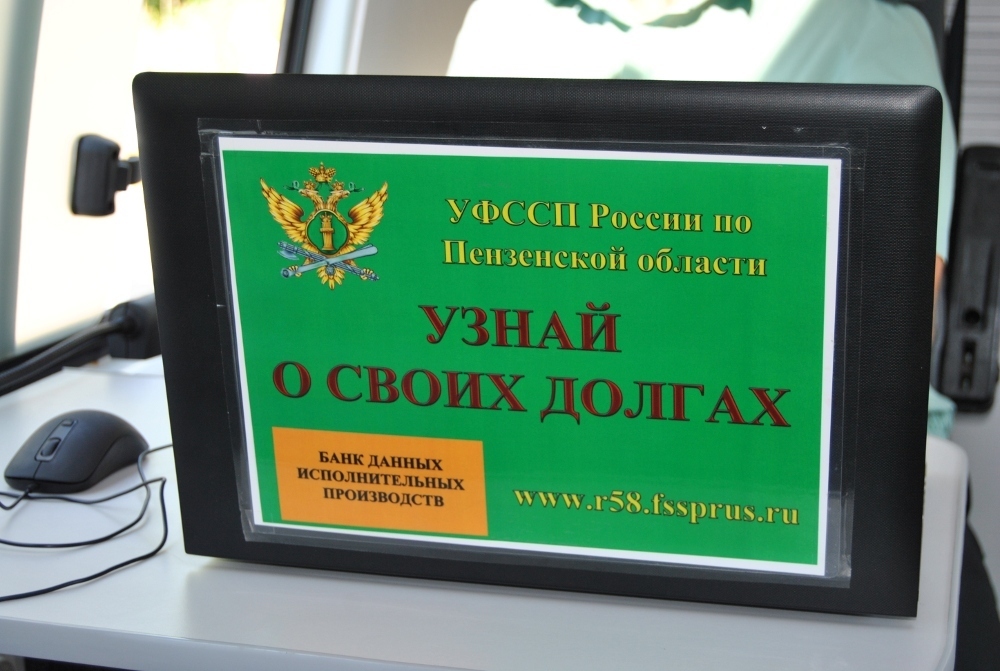 УФССП России по
Пензенской области
УЗНАЙ
О СВОИХ ДОЛГАХ
БАНК ДАННЫХ
ИСПОЛНИТЕЛЬНЫХ
ПРОИЗВОДСТВ
www.r58.fssprus.ru